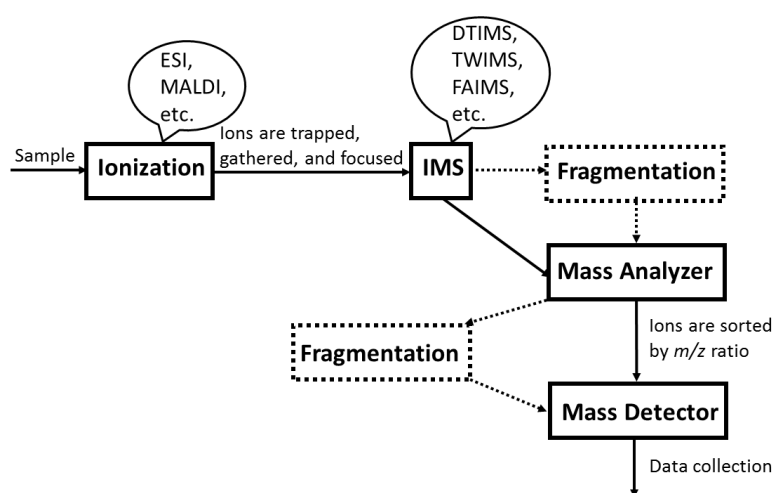 ESI,
MALDI,
etc.
DTIMS,
TWIMS,
FAIMS,
etc.
Sample
Ionization
Ions are trapped,
gathered, and focused
IMS
Fragmentation
Mass Analyzer
Fragmentation
Ions are sorted
by m/z ratio
Mass Detector
Data collection